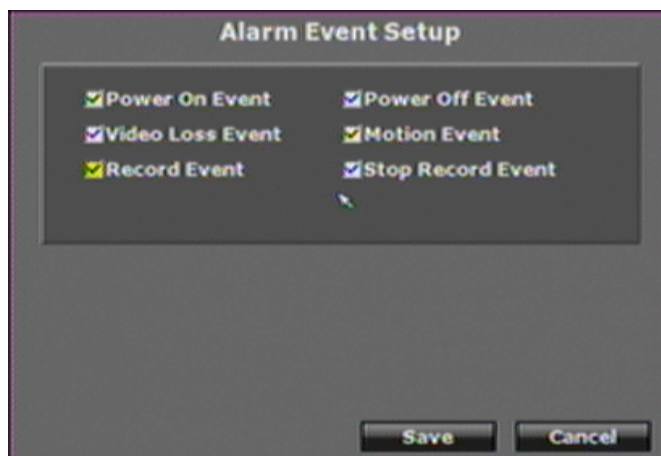 Alarm Event Setup
Power On Event Power Off Event
Video Loss Event Motion Event
Record Event Stop Record Event
Save Cancel